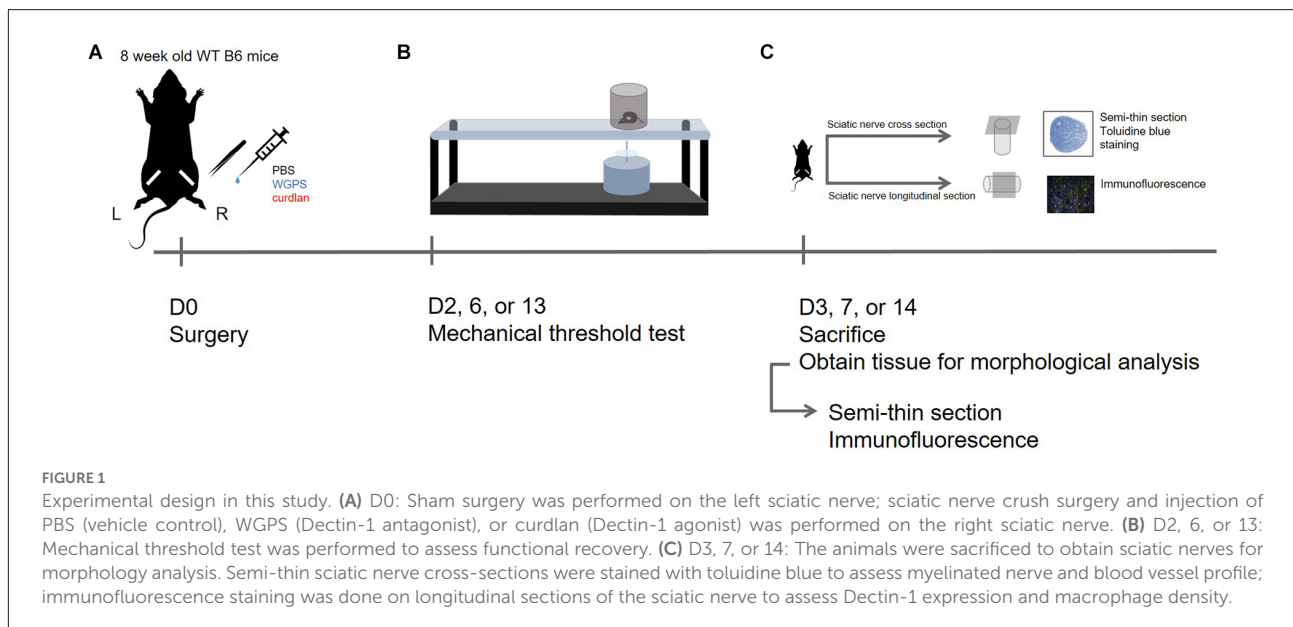 A
8 week old WT B6 mice
PBS
WGPS
curdlan
L
R
B
C
Sciatic nerve cross section
Semi-thin section
Toluidine blue
staining
Sciatic nerve longitudinal section
Immunofluorescence
D0
Surgery
D2, 6, or 13
Mechanical threshold test
D3, 7, or 14
Sacrifice
Obtain tissue for morphological analysis
Semi-thin section
Immunofluorescence
FIGURE 1
Experimental design in this study. (A) D0: Sham surgery was performed on the left sciatic nerve; sciatic nerve crush surgery and injection of
PBS (vehicle control), WGPS (Dectin-1 antagonist), or curdlan (Dectin-1 agonist) was performed on the right sciatic nerve. (B) D2, 6, or 13:
Mechanical threshold test was performed to assess functional recovery. (C) D3, 7, or 14: The animals were sacrificed to obtain sciatic nerves for
morphology analysis. Semi-thin sciatic nerve cross-sections were stained with toluidine blue to assess myelinated nerve and blood vessel profile;
immunofluorescence staining was done on longitudinal sections of the sciatic nerve to assess Dectin-1 expression and macrophage density.